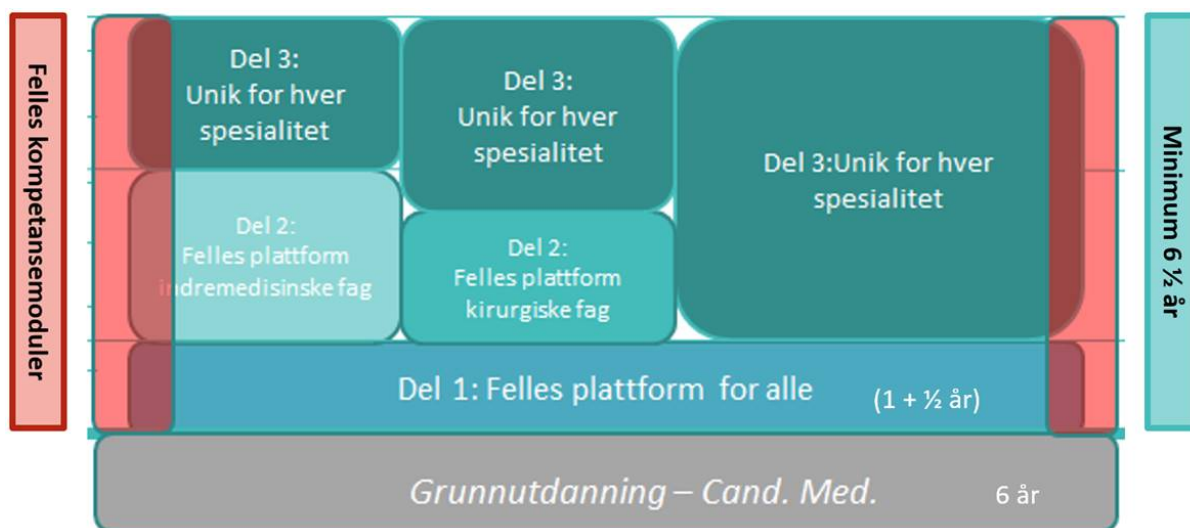 Felles kompetansemoduler
Del 3:
Unik for hver
spesialitet
Del 2:
Felles plattform
indremedisinske fag
Del 3:
Unik for hver
spesialitet
Del 2:
Felles plattform
kirurgiske fag
Del 3:Unik for hver
spesialitet
Minimum 6 ½ år
Del 1: Felles plattform for alle (1 + ½ år)
Grunnutdanning – Cand. Med. 6 år